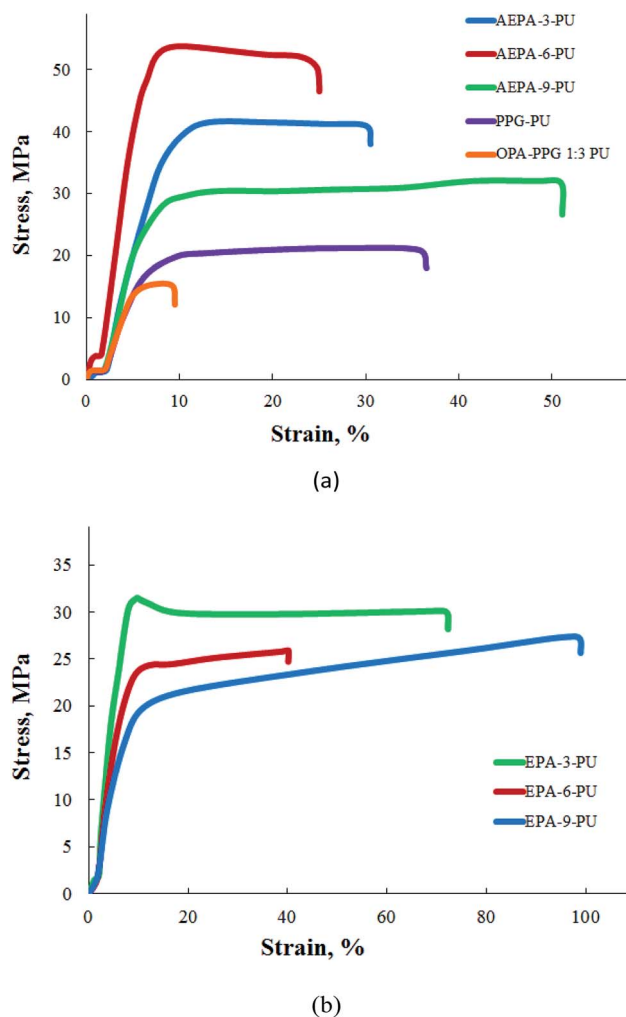 AEPA-3-PU
AEPA-6-PU
AEPA-9-PU
PPG-PU
OPA-PPG 1:3 PU
Stress, MPa
50
40
30
20
10
0
0 10 20 30 40 50
Strain, %
(a)
Stress, MPa
35
30
25
20
15
10
5
0
EPA-3-PU
EPA-6-PU
EPA-9-PU
0 20 40 60 80 100
Strain, %
(b)